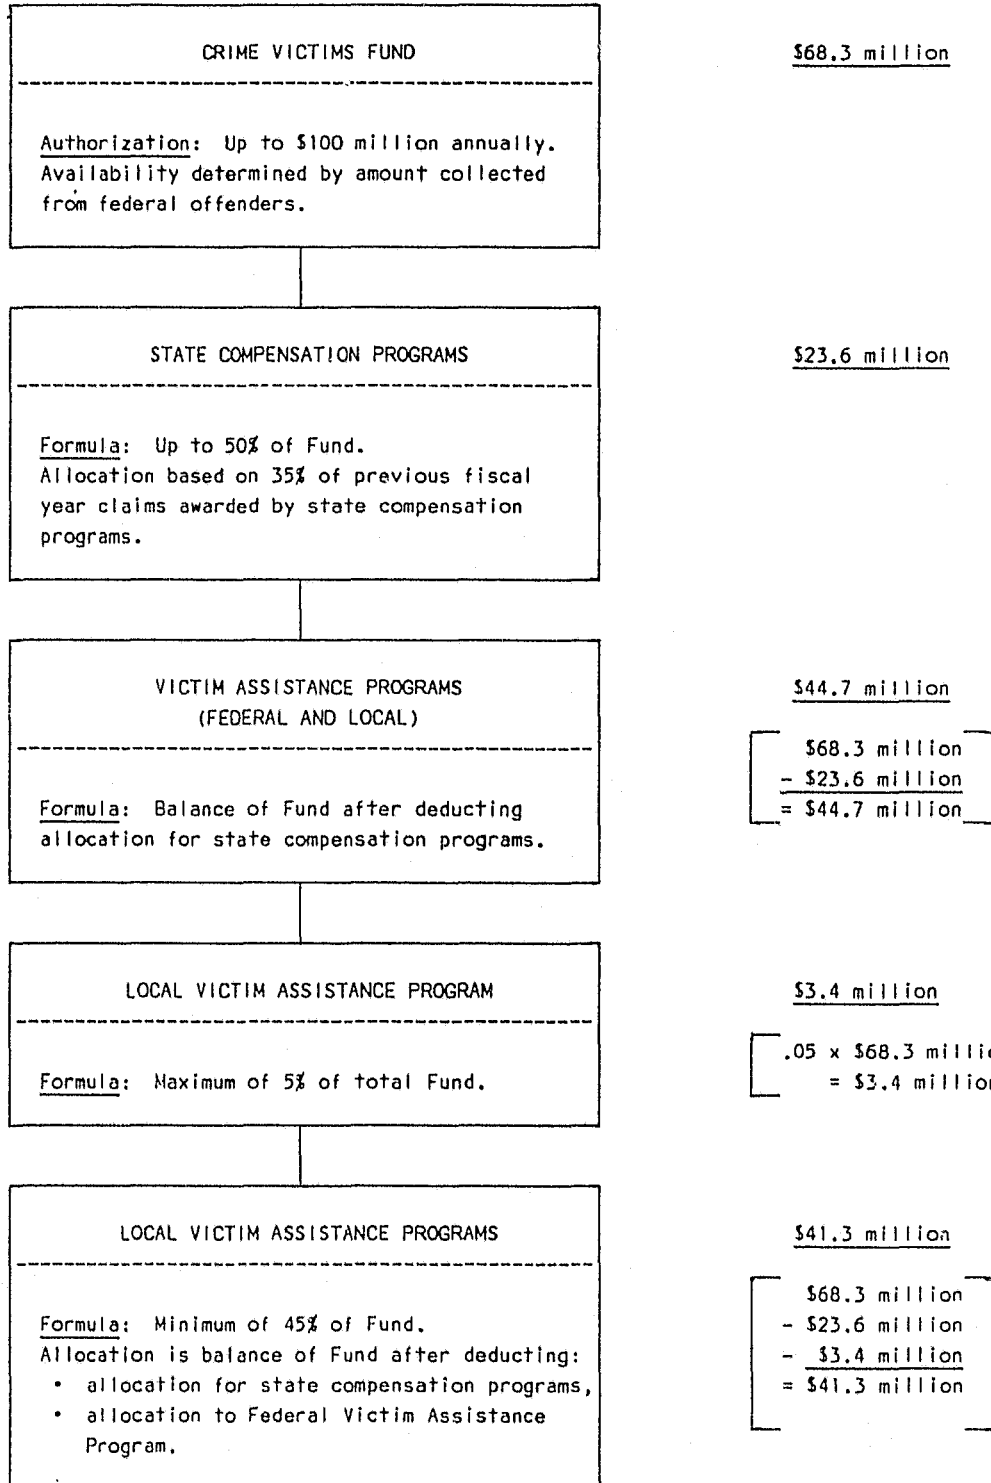 CRIME VICTIMS FUND
$68.3 million
Authorization: Up to $100 million annually.
Availability determined by amount collected
from federal offenders.
STATE COMPENSATION PROGRAMS
$23.6 million
Formula: Up to 50% of Fund.
Allocation based on 35% of previous fiscal
year claims awarded by state compensation
programs.
VICTIM ASSISTANCE PROGRAMS
(FEDERAL AND LOCAL)
$44.7 million
$68.3 million
- $23.6 million
= $44.7 million
Formula: Balance of Fund after deducting
allocation for state compensation programs.
LOCAL VICTIM ASSISTANCE PROGRAM
$3.4 million
Formula: Maximum of 5% of total Fund.
.05 x $68.3 millio
= $3.4 million
LOCAL VICTIM ASSISTANCE PROGRAMS
$41.3 million
Formula: Minimum of 45% of Fund.
Allocation is balance of Fund after deducting:
• allocation for state compensation programs,
• allocation to Federal Victim Assistance
Program.
$68.3 million
- $23.6 million
- $3.4 million
= $41.3 million